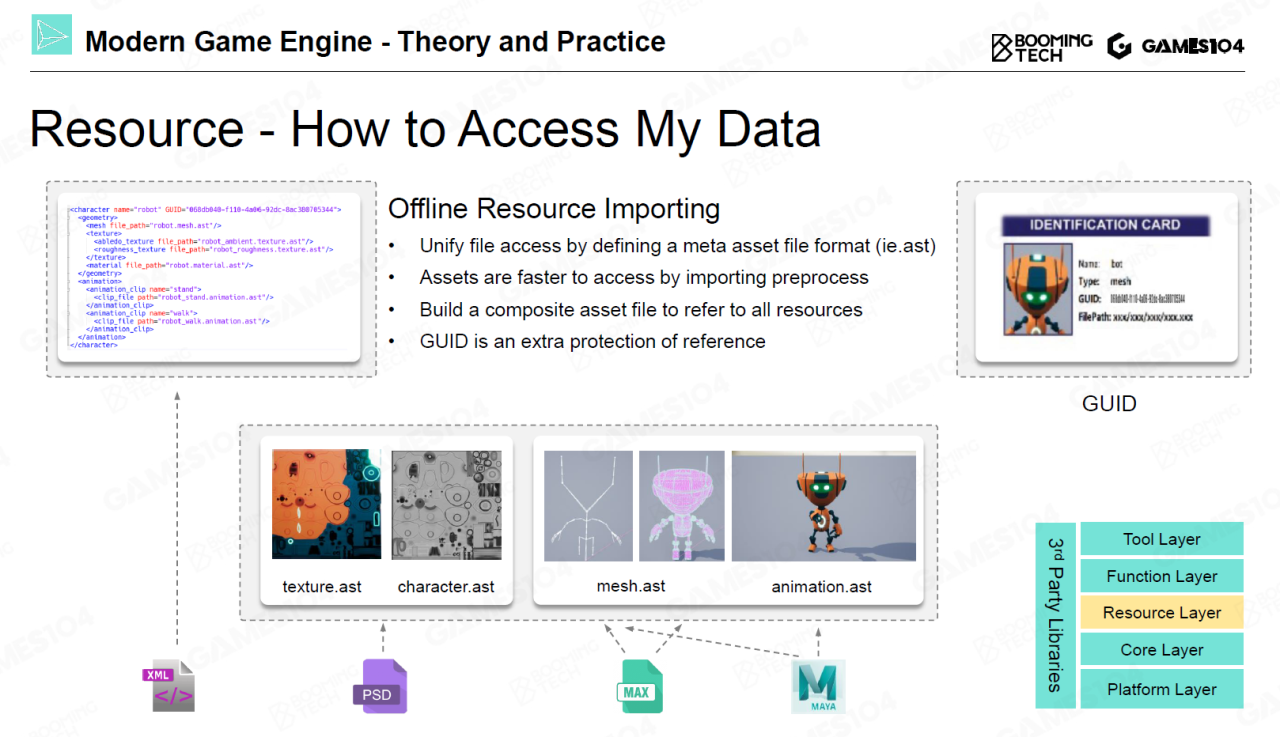 Modern Game Engine - Theory and Practice
BOOMING TECH
GAMES104
Resource - How to Access My Data
<character name="robot" GUID="068db040-f110-4a06-92dc-8ac380705344">
<geometry>
<mesh file_path="robot.mesh.ast"/>
<texture>
<abledo_texture file_path="robot_ambient.texture.ast"/>
<roughness_texture file_path="robot_roughness.texture.ast"/>
</texture>
<material file_path="robot.material.ast"/>
</geometry>
<animation>
<animation_clip name="stand">
<clip_file path="robot_stand.animation.ast"/>
</animation_clip>
<animation_clip name="walk">
<clip_file path="robot_walk.animation.ast"/>
</animation_clip>
</animation>
</character>
Offline Resource Importing
• Unify file access by defining a meta asset file format (ie.ast)
• Assets are faster to access by importing preprocess
• Build a composite asset file to refer to all resources
• GUID is an extra protection of reference
IDENTIFICATION CARD
Name: bot
Type: mesh
GUID:
FilePath: xxx/xxx/xxx/xxx.xxx
GUID
texture.ast
character.ast
mesh.ast
animation.ast
XML
</>
PSD
MAX
MAYA
3rd Party Libraries
Tool Layer
Function Layer
Resource Layer
Core Layer
Platform Layer